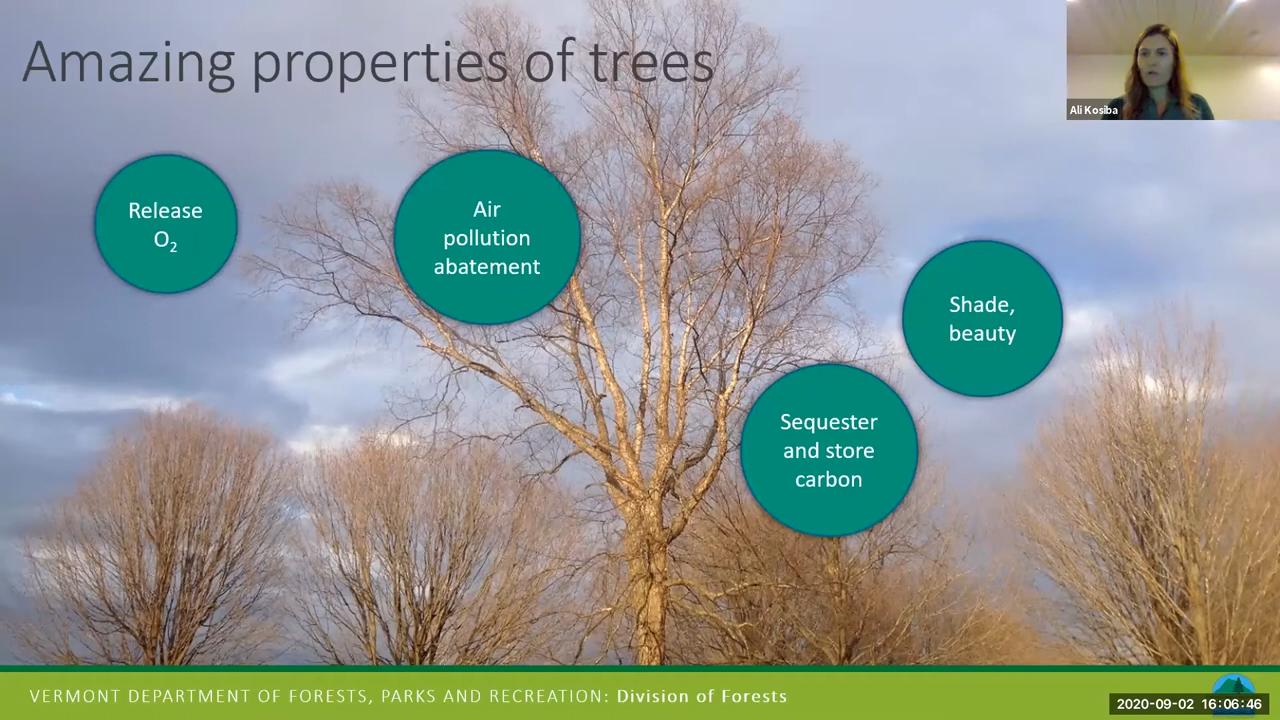 Amazing properties of trees
Ali Kosiba
Release
O₂
Air
pollution
abatement
Shade,
beauty
Sequester
and store
carbon
VERMONT DEPARTMENT OF FORESTS, PARKS AND RECREATION: Division of Forests
2020-09-02 16:06:46